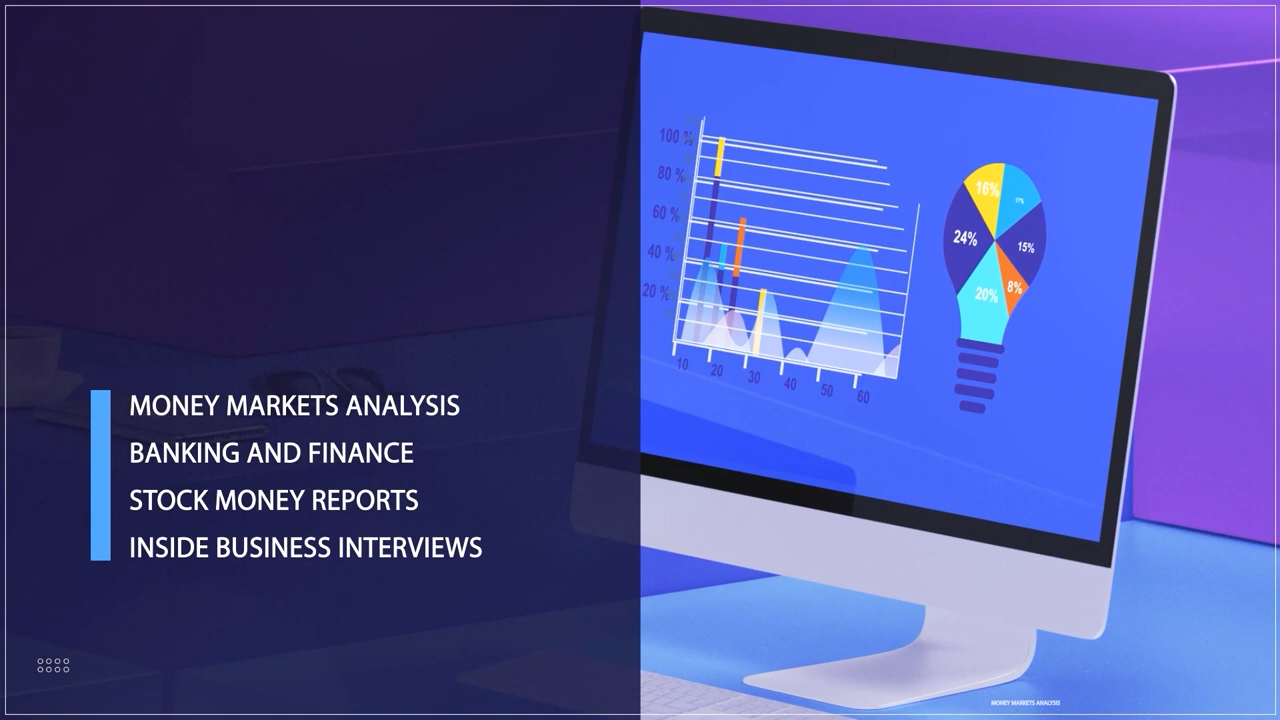 MONEY MARKETS ANALYSIS
BANKING AND FINANCE
STOCK MONEY REPORTS
INSIDE BUSINESS INTERVIEWS
100 %
80 %
60 %
40 %
20 %
10 20 30 40 50 60
16%
17%
24%
15%
20%
8%
MONEY MARKETS ANALYSIS